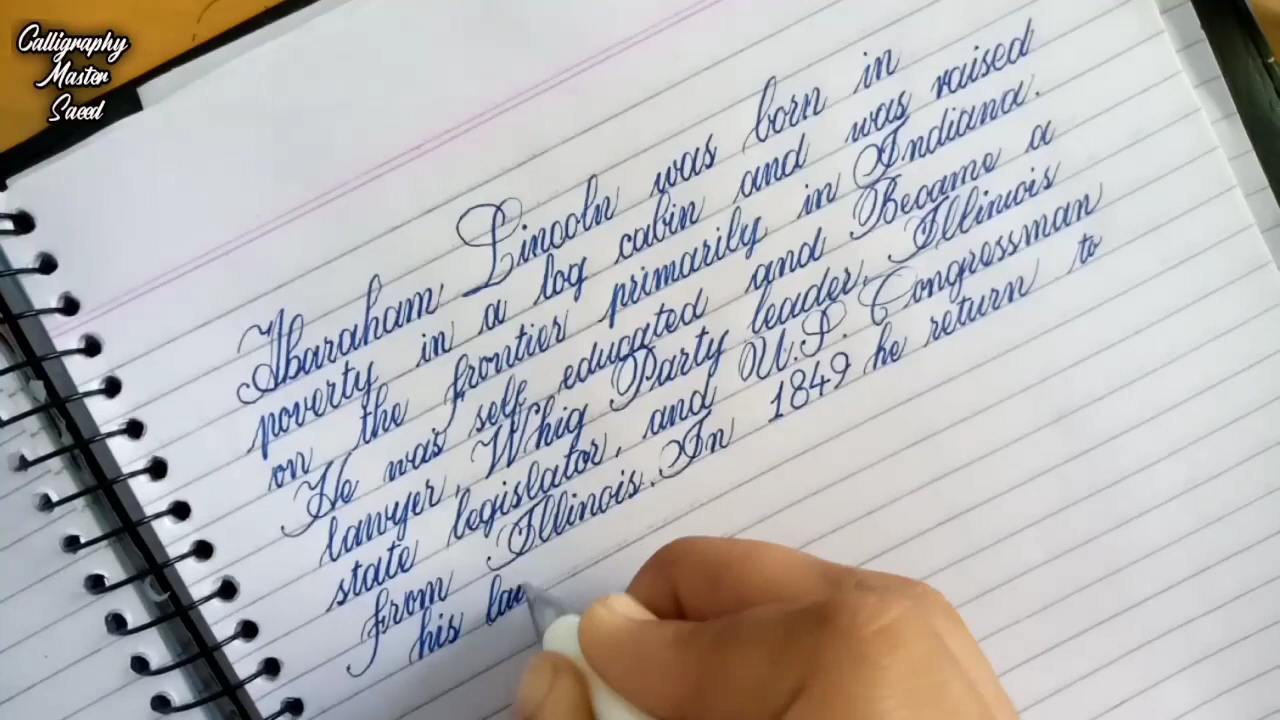 Calligraphy
Master
Saeed
Abaraham Lincoln was born in
poverty in a log cabin and was raised
on the frontier primarily in Indiana.
He was self educated and Became a
lawyer, Whig Party leader, Illinois
state legislator, and U.S. Congressman
from Illinois. In 1849 he return to
his law